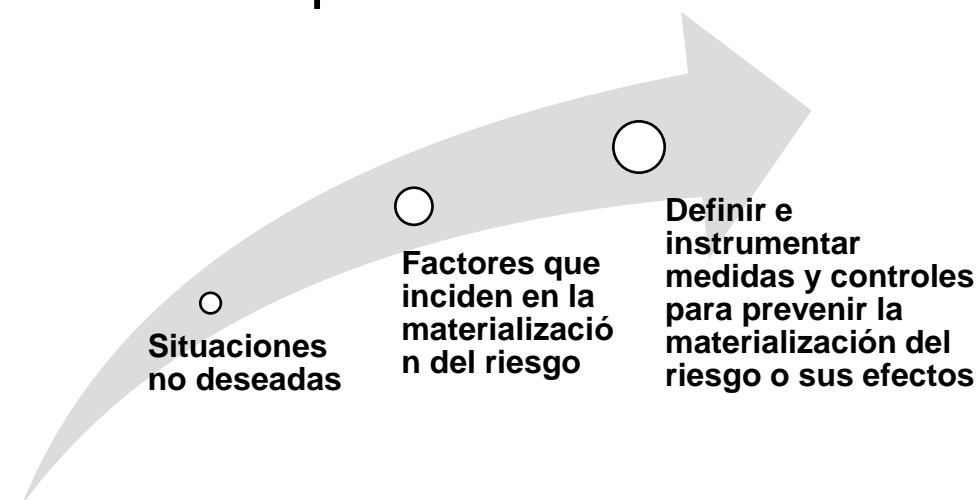 Situaciones
no deseadas
Factores que
inciden en la
materializació
n del riesgo
Definir e
instrumentar
medidas y controles
para prevenir la
materialización del
riesgo o sus efectos